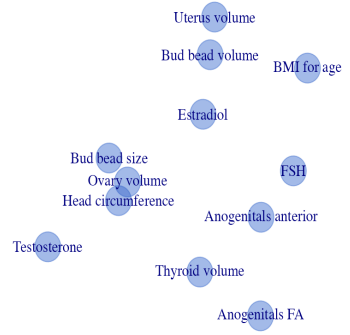 Uterus volume
Bud bead volume
BMI for age
Estradiol
Bud bead size
FSH
Ovary volume
Head circumference
Anogenitals anterior
Testosterone
Thyroid volume
Anogenitals FA